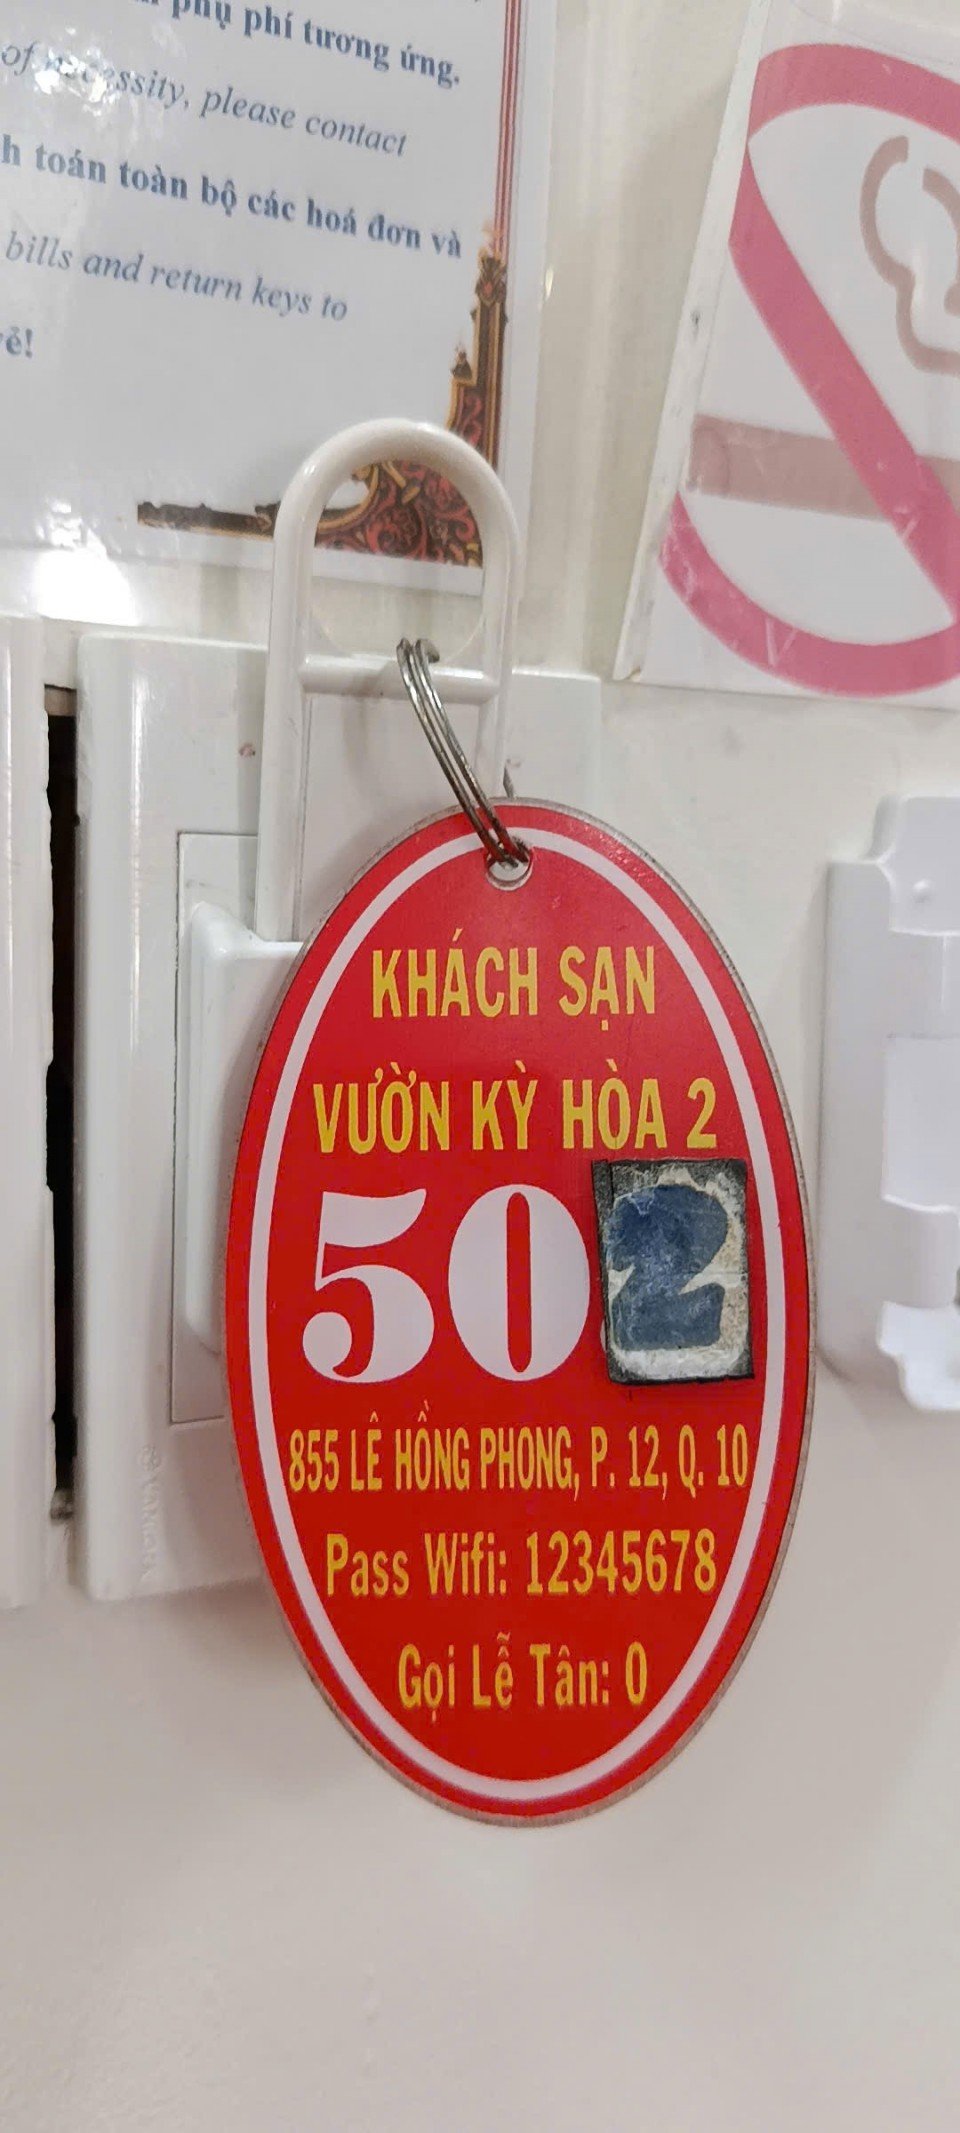 phụ phí tương ứng.
of necessity, please contact
toán toàn bộ các hoá đơn và
bills and return keys to
KHÁCH SẠN
VƯỜN KỲ HÒA 2
502
855 LÊ HỒNG PHONG, P. 12, Q. 10
Pass Wifi: 12345678
Gọi Lễ Tân: 0